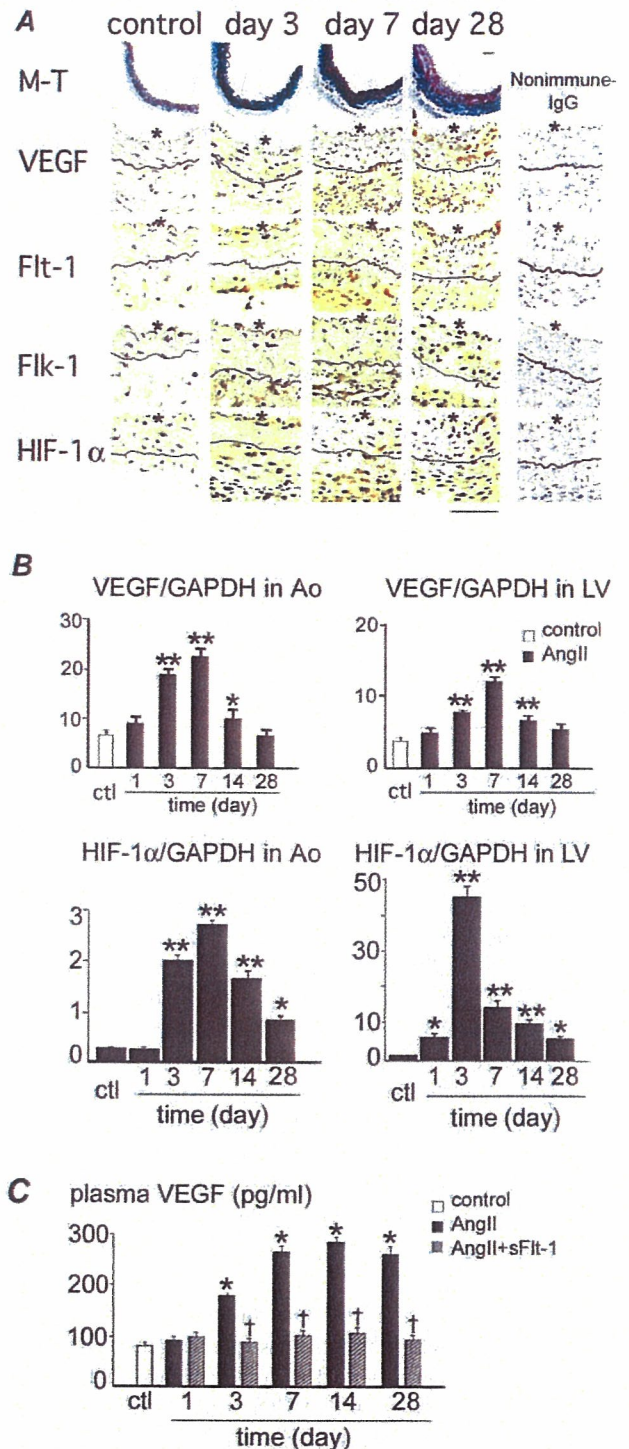 A
control day 3 day 7 day 28
M-T
Nonimmune-
IgG
* * * * *
VEGF
* * * * *
Flt-1
* * * * *
Flk-1
* * * * *
HIF-1α
B
VEGF/GAPDH in Ao
30
20
10
0
** ** *
ctl 1 3 7 14 28
time (day)
VEGF/GAPDH in LV
20
10
0
** ** **
control
AngII
ctl 1 3 7 14 28
time (day)
HIF-1α/GAPDH in Ao
3
2
1
0
** ** ** *
ctl 1 3 7 14 28
time (day)
HIF-1α/GAPDH in LV
50
30
10
0
* ** ** ** *
ctl 1 3 7 14 28
time (day)
C
plasma VEGF (pg/ml)
control
AngII
AngII+sFlt-1
300
200
100
0
* † * † * † * †
ctl 1 3 7 14 28
time (day)